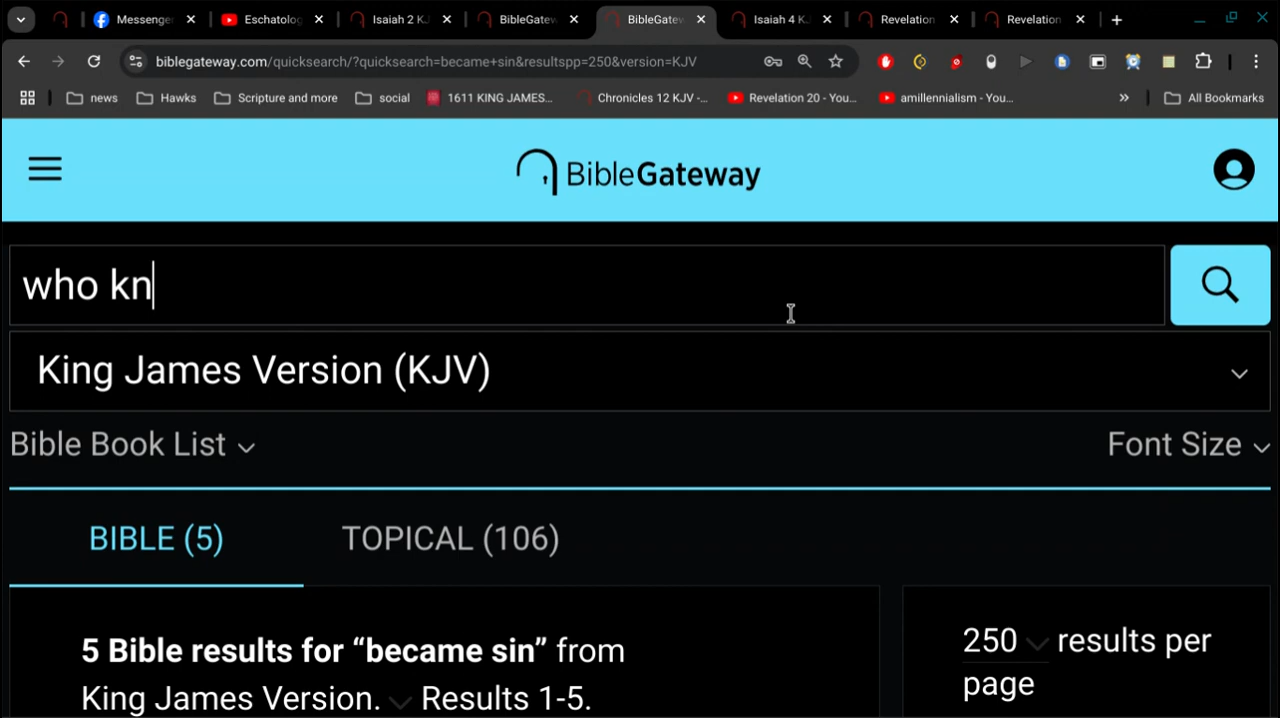 Messenge
Eschatolog
Isaiah 2 KJ
BibleGatew
BibleGatew
Isaiah 4 KJ
Revelation
Revelation
biblegateway.com/quicksearch/?quicksearch=became+sin&resultspp=250&version=KJV
news
Hawks
Scripture and more
social
1611 KING JAMES...
Chronicles 12 KJV -...
Revelation 20 - You...
amillennialism - You...
»
All Bookmarks
BibleGateway
who kn
King James Version (KJV)
Bible Book List
Font Size
BIBLE (5)
TOPICAL (106)
5 Bible results for “became sin” from
King James Version. Results 1-5.
250 results per
page